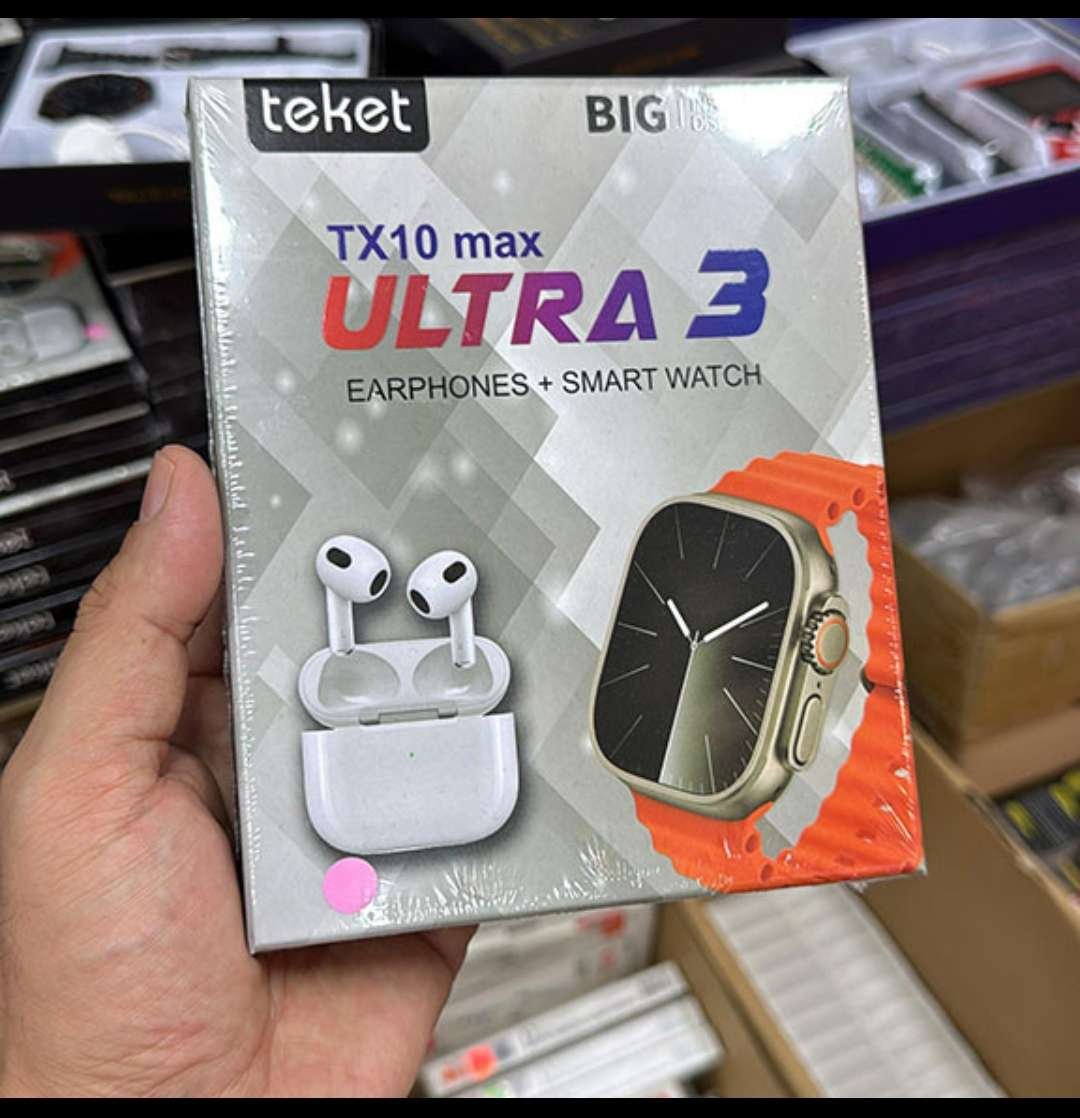 teket
BIG
TX10 max
ULTRA 3
EARPHONES + SMART WATCH